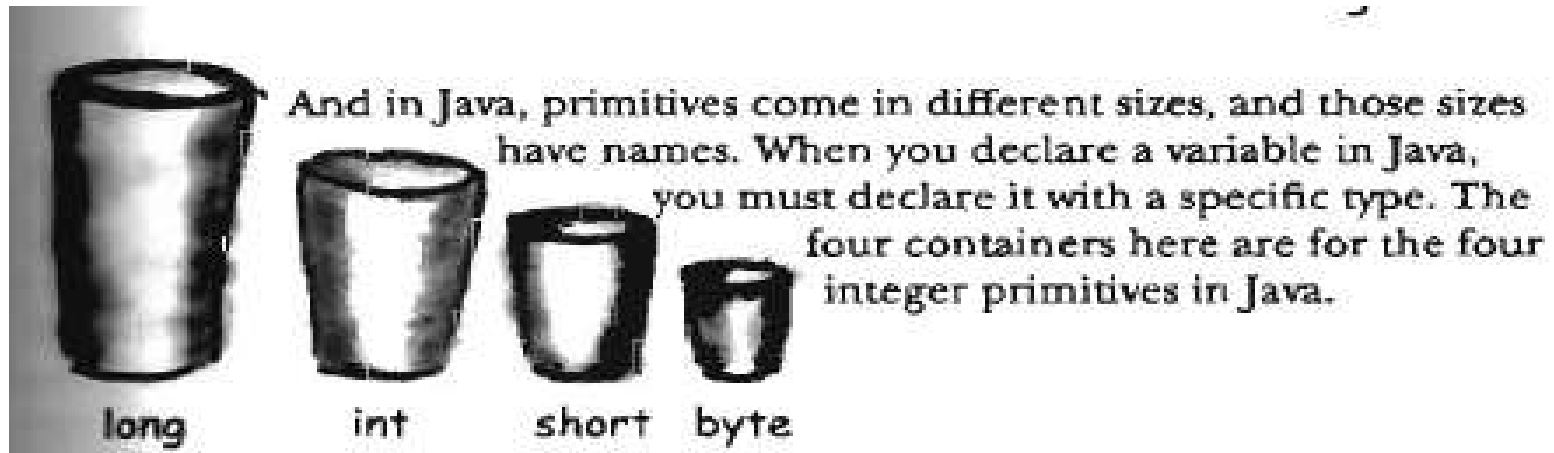 And in Java, primitives come in different sizes, and those sizes
have names. When you declare a variable in Java,
you must declare it with a specific type. The
four containers here are for the four
integer primitives in Java.
long int short byte